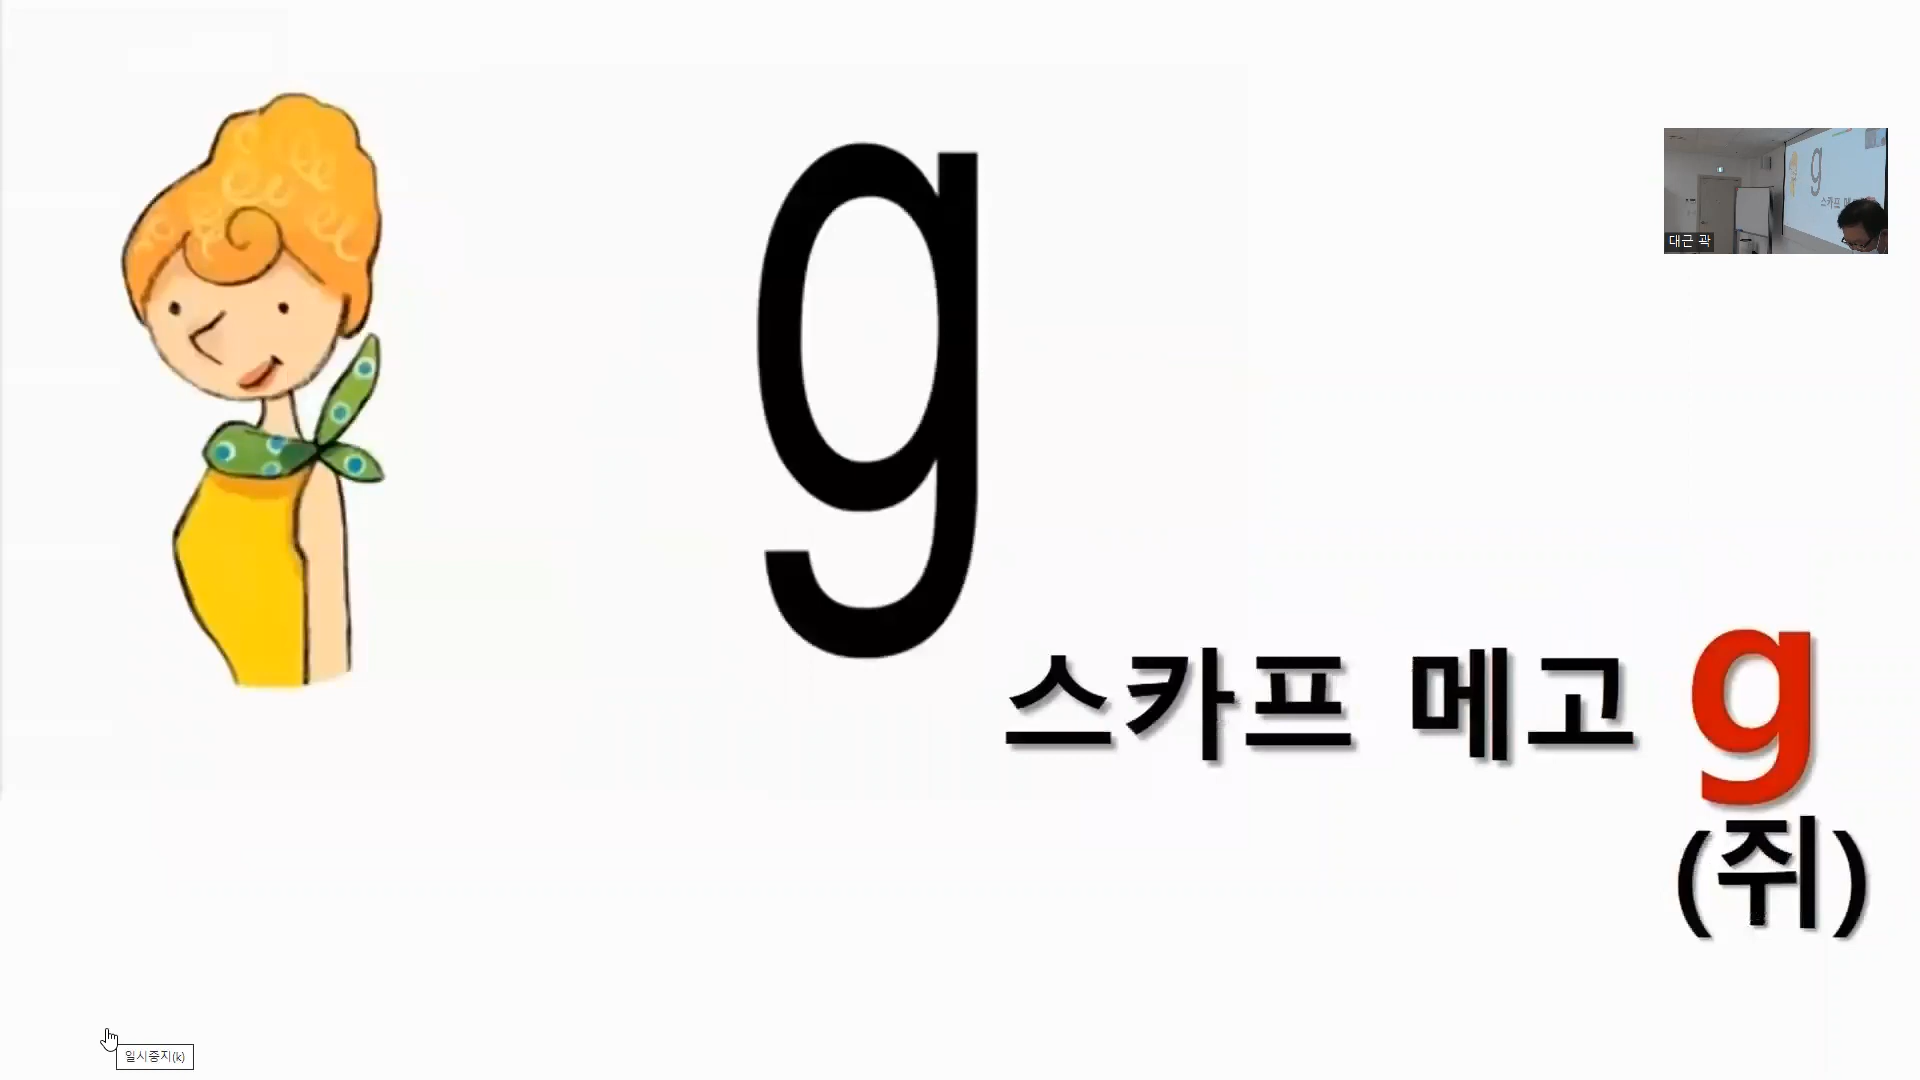 g
대근 곽
스카프 메고 g
(쥐)
일시중지(k)